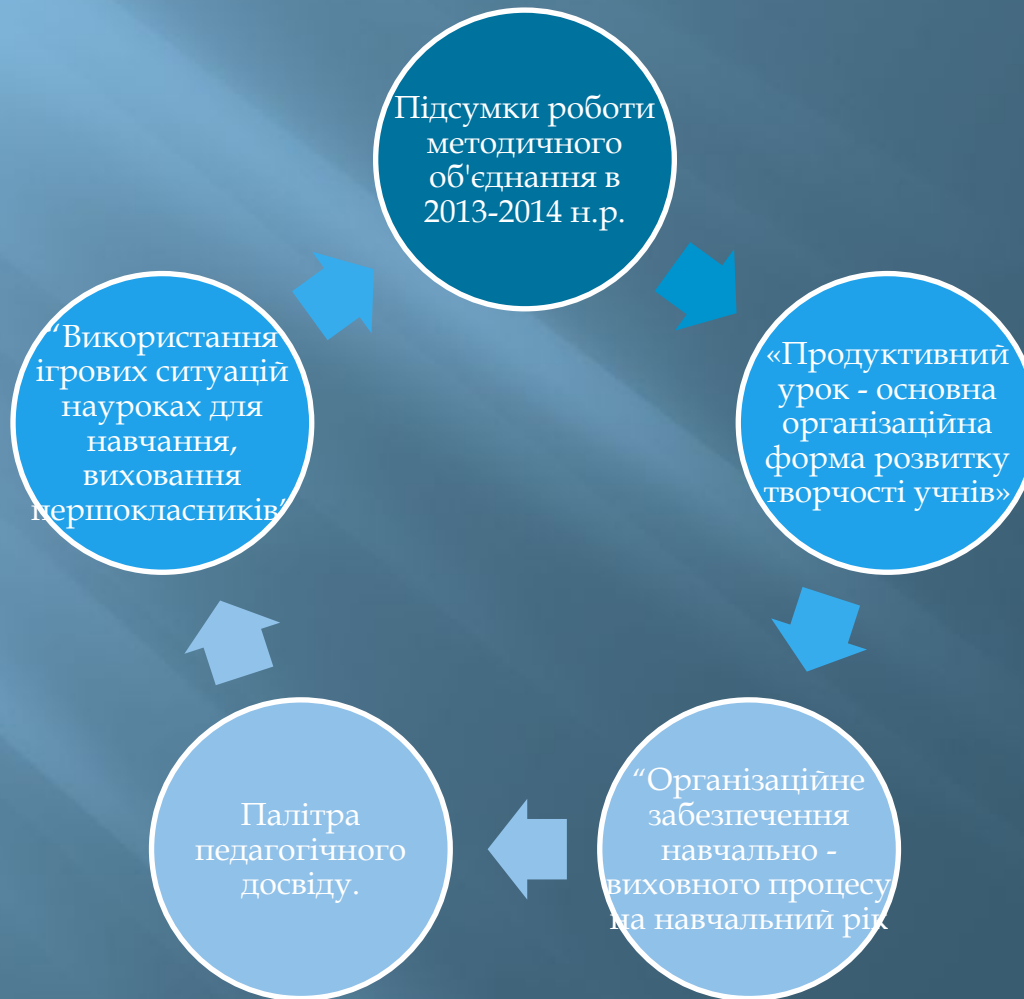 Підсумки роботи
методичного
об'єднання в
2013-2014 н.р.
«Продуктивний
урок - основна
організаційна
форма розвитку
творчості учнів»
“Організаційне
забезпечення
навчально -
виховного процесу
на навчальний рік
Палітра
педагогічного
досвіду.
“Використання
ігрових ситуацій
науроках для
навчання,
виховання
першокласників”